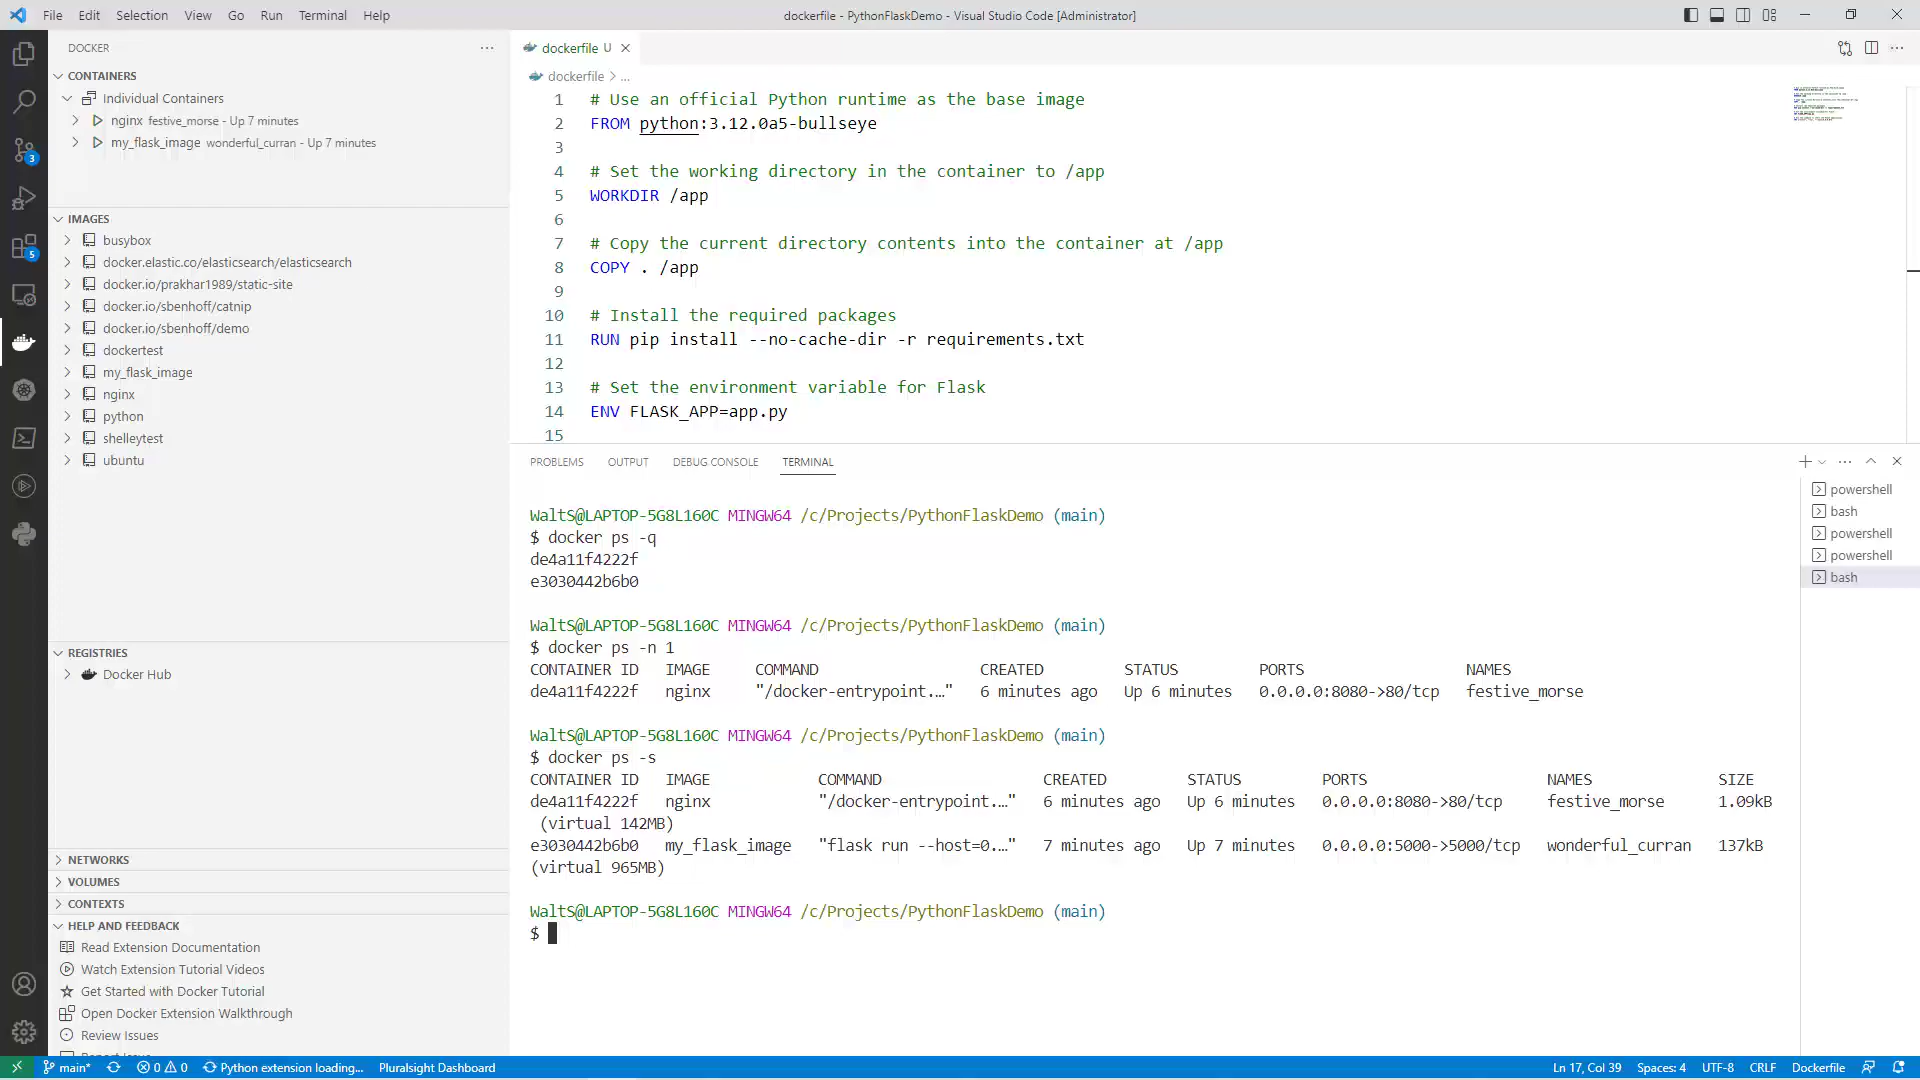 File Edit Selection View Go Run Terminal Help
dockerfile - PythonFlaskDemo - Visual Studio Code [Administrator]
DOCKER
CONTAINERS
Individual Containers
nginx festive_morse - Up 7 minutes
my_flask_image wonderful_curran - Up 7 minutes
IMAGES
busybox
docker.elastic.co/elasticsearch/elasticsearch
docker.io/prakhar1989/static-site
docker.io/sbenhoff/catnip
docker.io/sbenhoff/demo
dockertest
my_flask_image
nginx
python
shelleytest
ubuntu
REGISTRIES
Docker Hub
NETWORKS
VOLUMES
CONTEXTS
HELP AND FEEDBACK
Read Extension Documentation
Watch Extension Tutorial Videos
Get Started with Docker Tutorial
Open Docker Extension Walkthrough
Review Issues
3
5
dockerfile U
dockerfile > ...
1 # Use an official Python runtime as the base image
2 FROM python:3.12.0a5-bullseye
3
4 # Set the working directory in the container to /app
5 WORKDIR /app
6
7 # Copy the current directory contents into the container at /app
8 COPY . /app
9
10 # Install the required packages
11 RUN pip install --no-cache-dir -r requirements.txt
12
13 # Set the environment variable for Flask
14 ENV FLASK_APP=app.py
15
PROBLEMS OUTPUT DEBUG CONSOLE TERMINAL
WaltS@LAPTOP-5G8L160C MINGW64 /c/Projects/PythonFlaskDemo (main)
$ docker ps -q
de4a11f4222f
e3030442b6b0
WaltS@LAPTOP-5G8L160C MINGW64 /c/Projects/PythonFlaskDemo (main)
$ docker ps -n 1
CONTAINER ID IMAGE COMMAND CREATED STATUS PORTS NAMES
de4a11f4222f nginx "/docker-entrypoint.…" 6 minutes ago Up 6 minutes 0.0.0.0:8080->80/tcp festive_morse
WaltS@LAPTOP-5G8L160C MINGW64 /c/Projects/PythonFlaskDemo (main)
$ docker ps -s
CONTAINER ID IMAGE COMMAND CREATED STATUS PORTS NAMES SIZE
de4a11f4222f nginx "/docker-entrypoint.…" 6 minutes ago Up 6 minutes 0.0.0.0:8080->80/tcp festive_morse 1.09kB
(virtual 142MB)
e3030442b6b0 my_flask_image "flask run --host=0.…" 7 minutes ago Up 7 minutes 0.0.0.0:5000->5000/tcp wonderful_curran 137kB
(virtual 965MB)
WaltS@LAPTOP-5G8L160C MINGW64 /c/Projects/PythonFlaskDemo (main)
$
powershell
bash
powershell
powershell
bash
main* 0 0 Python extension loading... Pluralsight Dashboard Ln 17, Col 39 Spaces: 4 UTF-8 CRLF Dockerfile